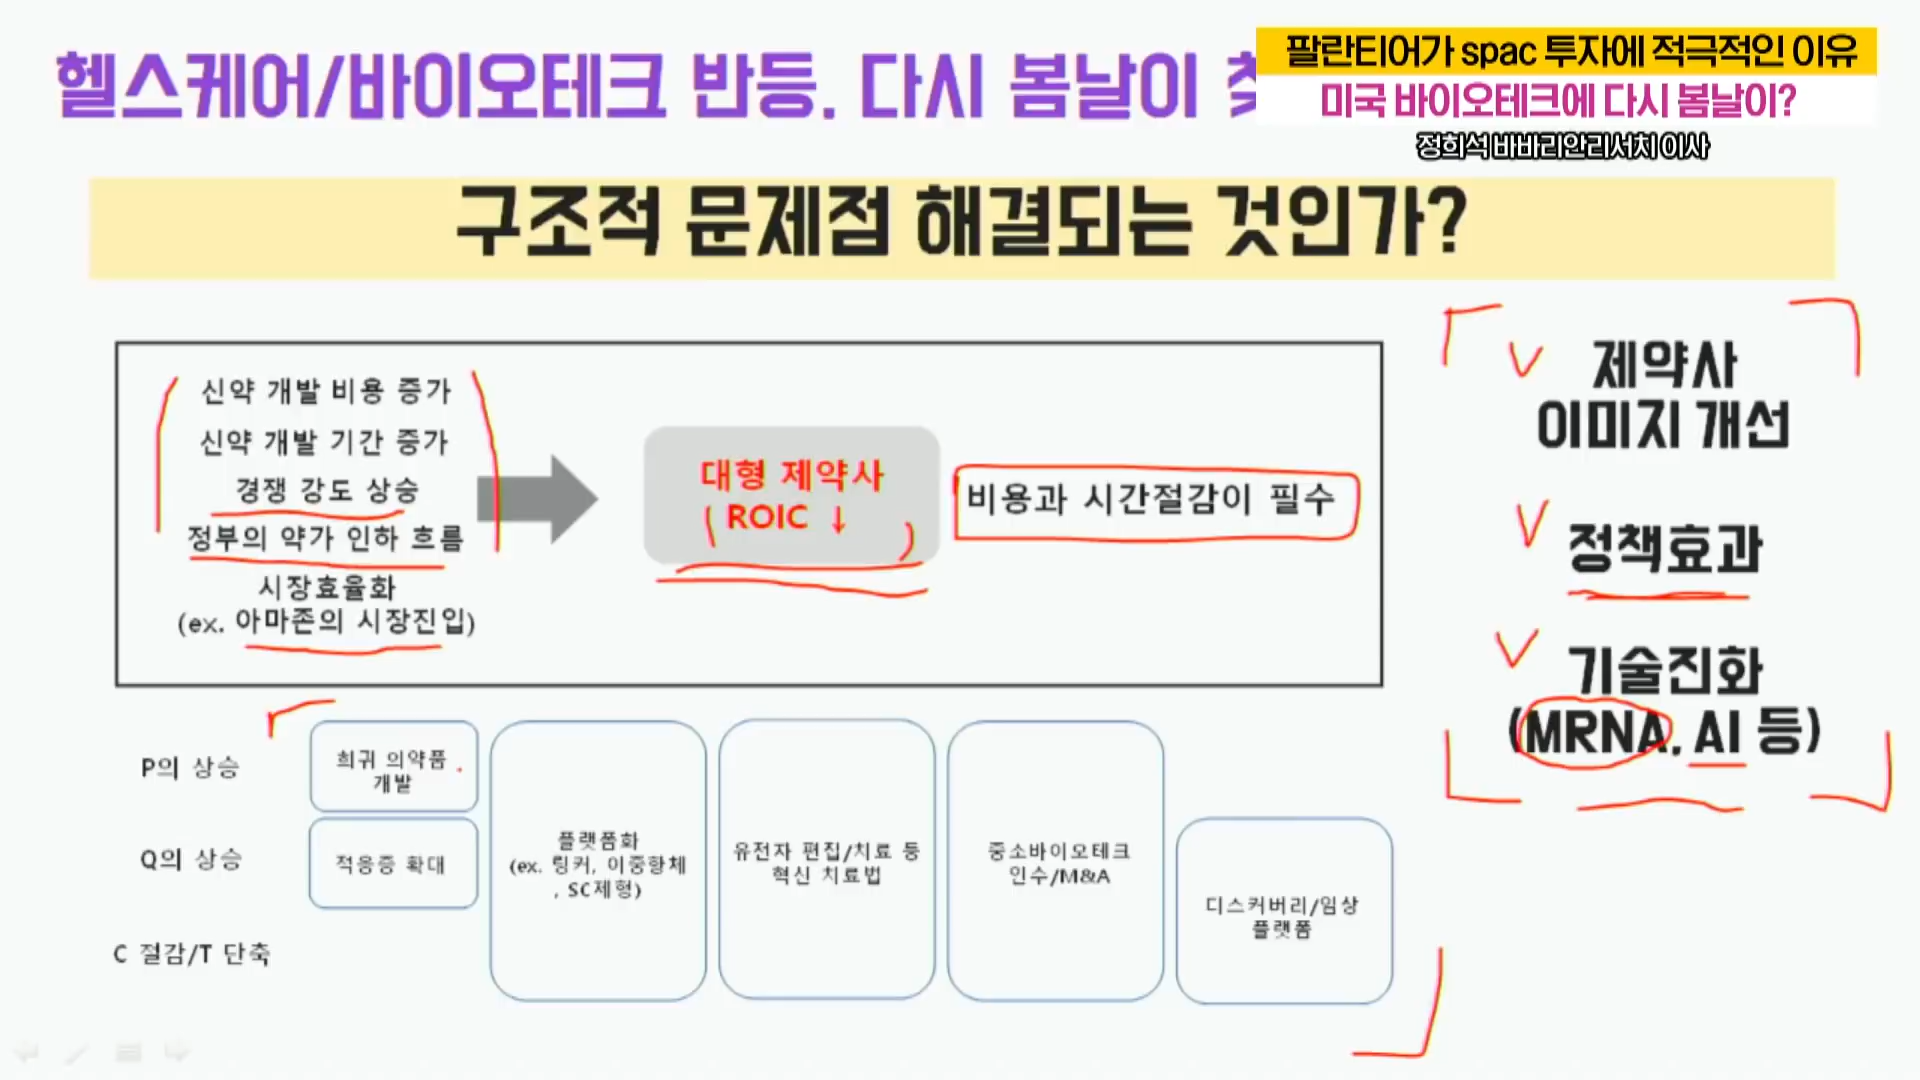 헬스케어/바이오테크 반등, 다시 봄날이
팔란티어가 spac 투자에 적극적인 이유
미국 바이오테크에 다시 봄날이?
정희석 바바리안리서치 이사
구조적 문제점 해결되는 것인가?
신약 개발 비용 증가
신약 개발 기간 증가
경쟁 강도 상승
정부의 약가 인하 흐름
시장효율화
(ex. 아마존의 시장진입)
대형 제약사
ROIC ↓
비용과 시간절감이 필수
제약사
이미지 개선
정책효과
기술진화
(MRNA, AI 등)
P의 상승
희귀 의약품
개발
Q의 상승
적응증 확대
C 절감/T 단축
플랫폼화
(ex. 링커, 이중항체
, SC제형)
유전자 편집/치료 등
혁신 치료법
중소바이오테크
인수/M&A
디스커버리/임상
플랫폼